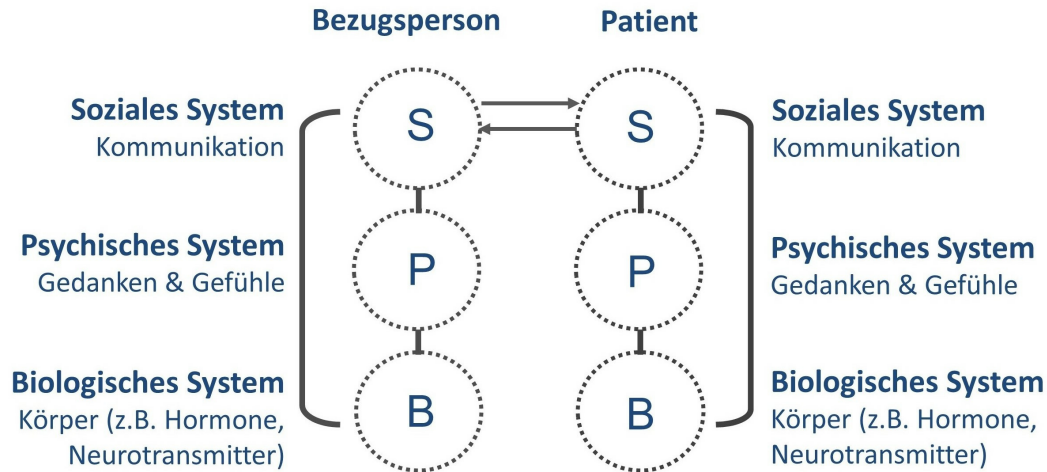 Bezugsperson
Patient
Soziales System
Kommunikation
S
S
Soziales System
Kommunikation
Psychisches System
Gedanken & Gefühle
P
P
Psychisches System
Gedanken & Gefühle
Biologisches System
Körper (z.B. Hormone,
Neurotransmitter)
B
B
Biologisches System
Körper (z.B. Hormone,
Neurotransmitter)